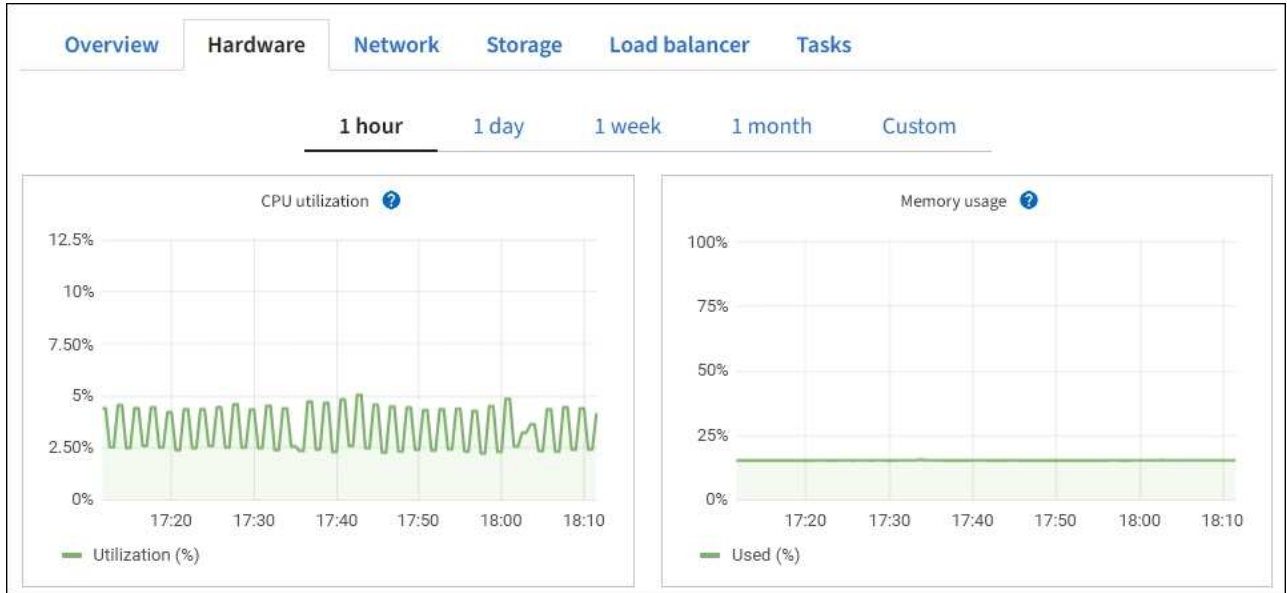 Overview Hardware Network Storage Load balancer Tasks
1 hour 1 day 1 week 1 month Custom
CPU utilization ?
12.5%
10%
7.50%
5%
2.50%
0%
17:20 17:30 17:40 17:50 18:00 18:10
Utilization (%)
Memory usage ?
100%
75%
50%
25%
0%
17:20 17:30 17:40 17:50 18:00 18:10
Used (%)